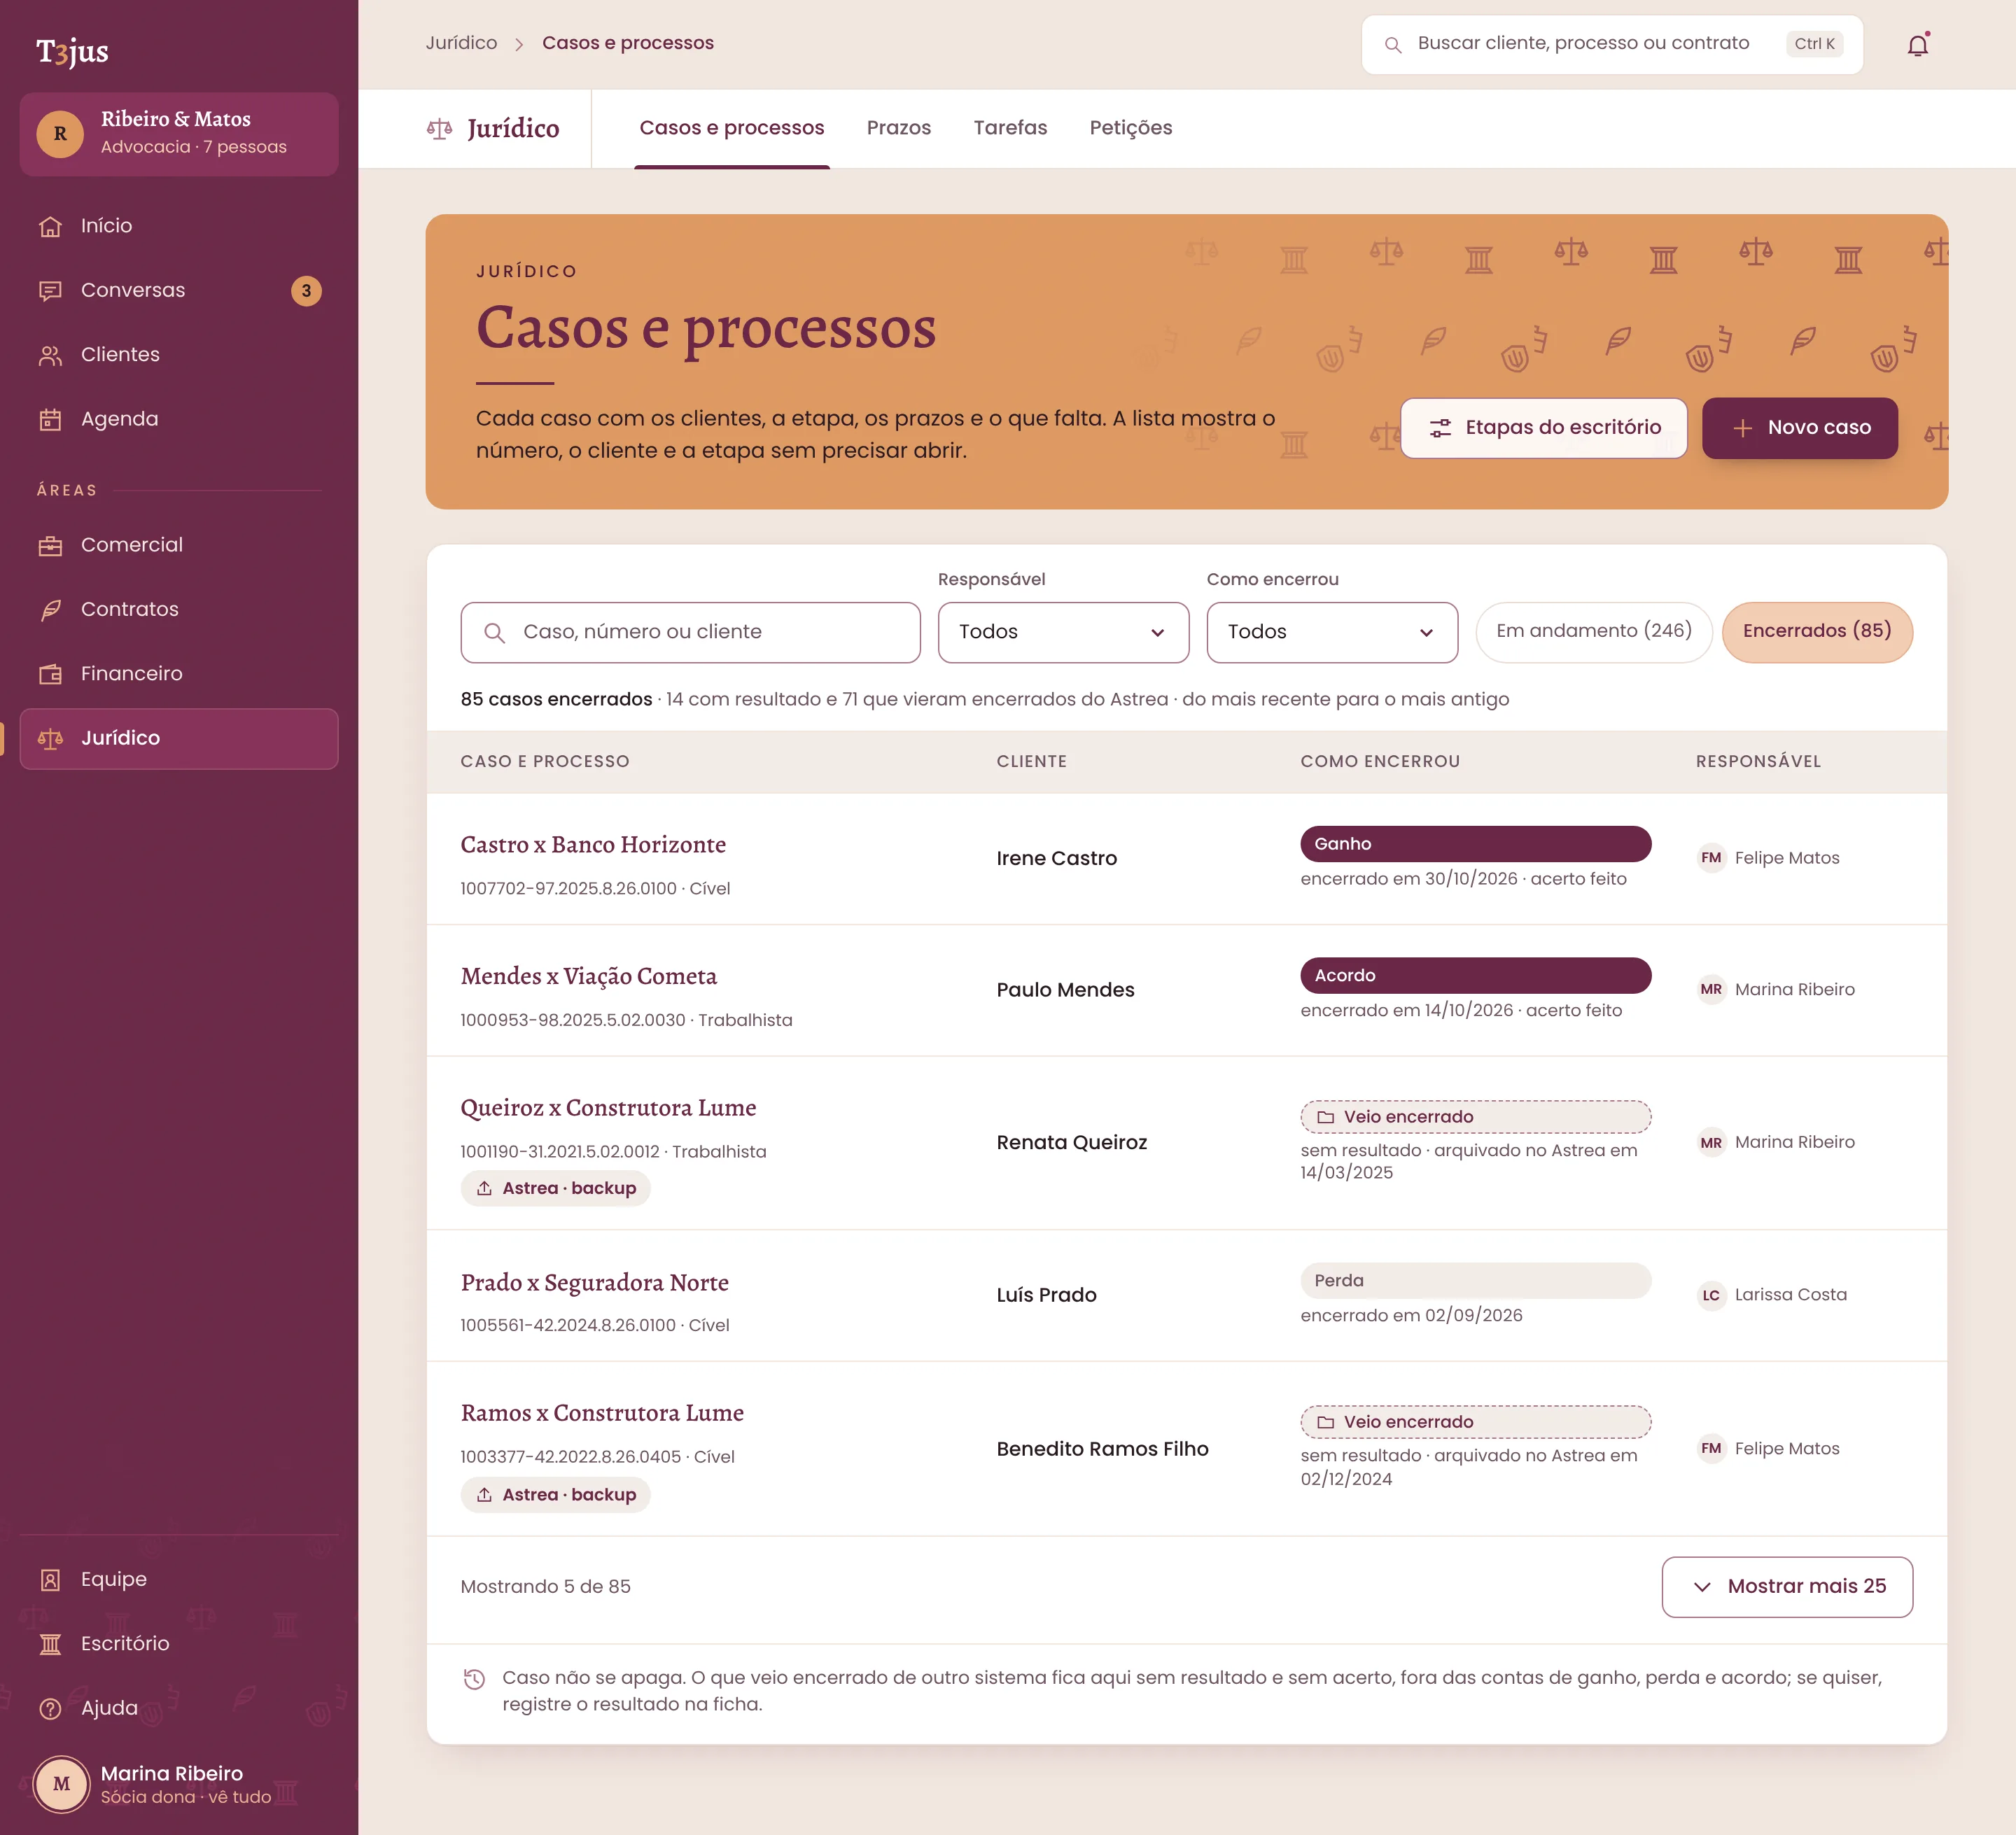 T3jus
R
Ribeiro & Matos
Advocacia · 7 pessoas
Início
Conversas
3
Clientes
Agenda
ÁREAS
Comercial
Contratos
Financeiro
Jurídico
Equipe
Escritório
Ajuda
M
Marina Ribeiro
Sócia dona · vê tudo
Jurídico
Casos e processos
Buscar cliente, processo ou contrato
Ctrl K
Jurídico
Casos e processos
Prazos
Tarefas
Petições
JURÍDICO
Casos e processos
Cada caso com os clientes, a etapa, os prazos e o que falta. A lista mostra o
número, o cliente e a etapa sem precisar abrir.
Etapas do escritório
Novo caso
Responsável
Como encerrou
Caso, número ou cliente
Todos
Todos
Em andamento (246)
Encerrados (85)
85 casos encerrados · 14 com resultado e 71 que vieram encerrados do Astrea · do mais recente para o mais antigo
CASO E PROCESSO
CLIENTE
COMO ENCERROU
RESPONSÁVEL
Castro x Banco Horizonte
1007702-97.2025.8.26.0100 · Cível
Irene Castro
Ganho
encerrado em 30/10/2026 · acerto feito
FM
Felipe Matos
Mendes x Viação Cometa
1000953-98.2025.5.02.0030 · Trabalhista
Paulo Mendes
Acordo
encerrado em 14/10/2026 · acerto feito
MR
Marina Ribeiro
Queiroz x Construtora Lume
1001190-31.2021.5.02.0012 · Trabalhista
Astrea · backup
Renata Queiroz
Veio encerrado
sem resultado · arquivado no Astrea em
14/03/2025
MR
Marina Ribeiro
Prado x Seguradora Norte
1005561-42.2024.8.26.0100 · Cível
Luís Prado
Perda
encerrado em 02/09/2026
LC
Larissa Costa
Ramos x Construtora Lume
1003377-42.2022.8.26.0405 · Cível
Astrea · backup
Benedito Ramos Filho
Veio encerrado
sem resultado · arquivado no Astrea em
02/12/2024
FM
Felipe Matos
Mostrando 5 de 85
Mostrar mais 25
Caso não se apaga. O que veio encerrado de outro sistema fica aqui sem resultado e sem acerto, fora das contas de ganho, perda e acordo; se quiser,
registre o resultado na ficha.